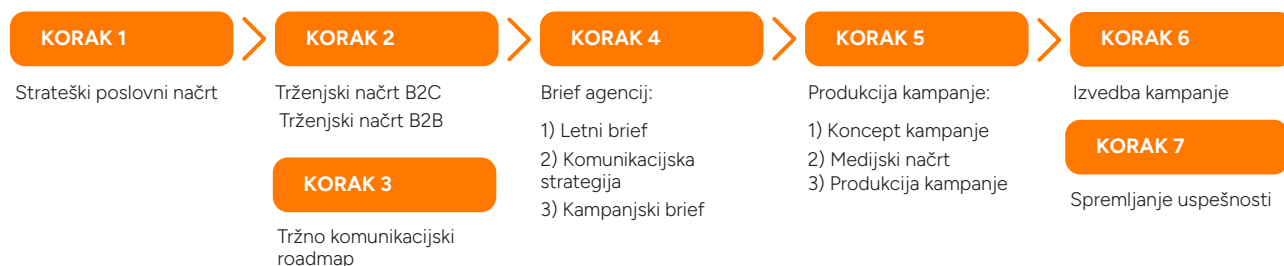 KORAK 1
Strateški poslovni načrt
KORAK 2
Trženjski načrt B2C
Trženjski načrt B2B
KORAK 3
Tržno komunikacijski
roadmap
KORAK 4
Brief agencij:
1) Letni brief
2) Komunikacijska
strategija
3) Kampanjski brief
KORAK 5
Produkcija kampanje:
1) Koncept kampanje
2) Medijski načrt
3) Produkcija kampanje
KORAK 6
Izvedba kampanje
KORAK 7
Spremljanje uspešnosti